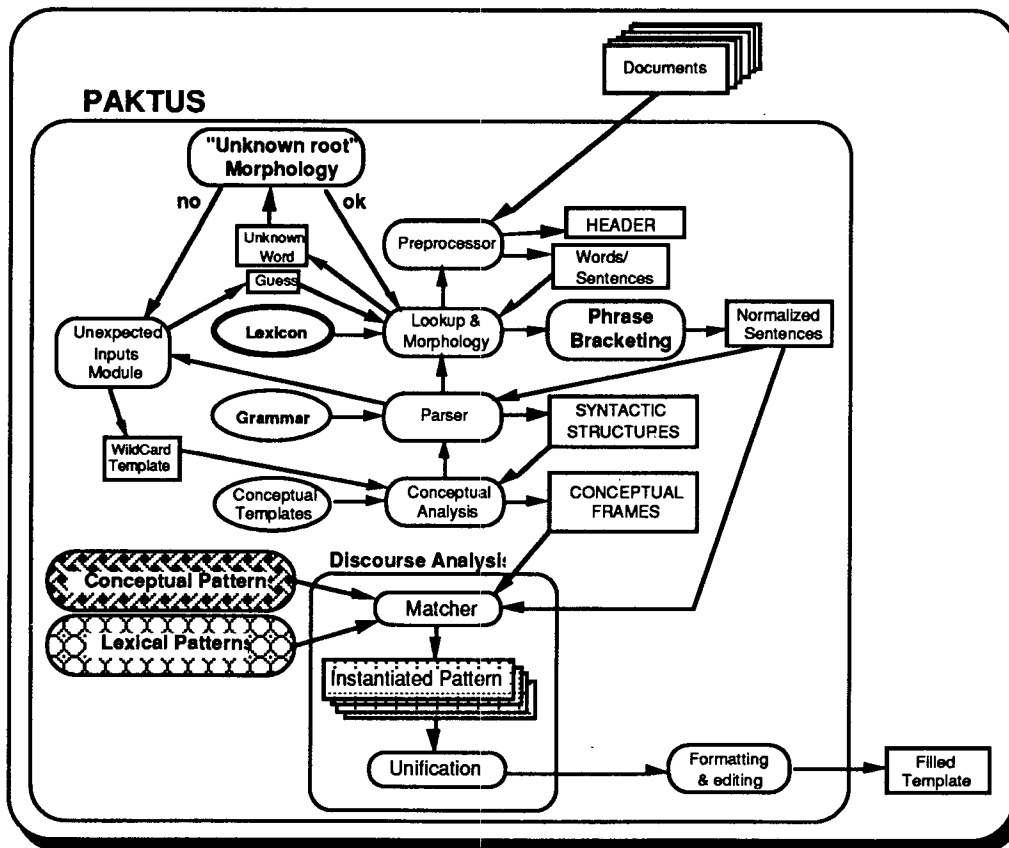 Documents
PAKTUS
"Unknown root"
Morphology
no
ok
HEADER
Preprocessor
Unknown
Word
Words/
Sentences
Guess
Lexicon
Lookup &
Morphology
Phrase
Bracketing
Normalized
Sentences
Unexpected
Inputs
Module
Grammar
Parser
SYNTACTIC
STRUCTURES
WildCard
Template
Conceptual
Templates
Conceptual
Analysis
CONCEPTUAL
FRAMES
Discourse Analysis
Conceptual Patterns
Matcher
Lexical Patterns
Instantiated Pattern
Unification
Formatting
& editing
Filled
Template